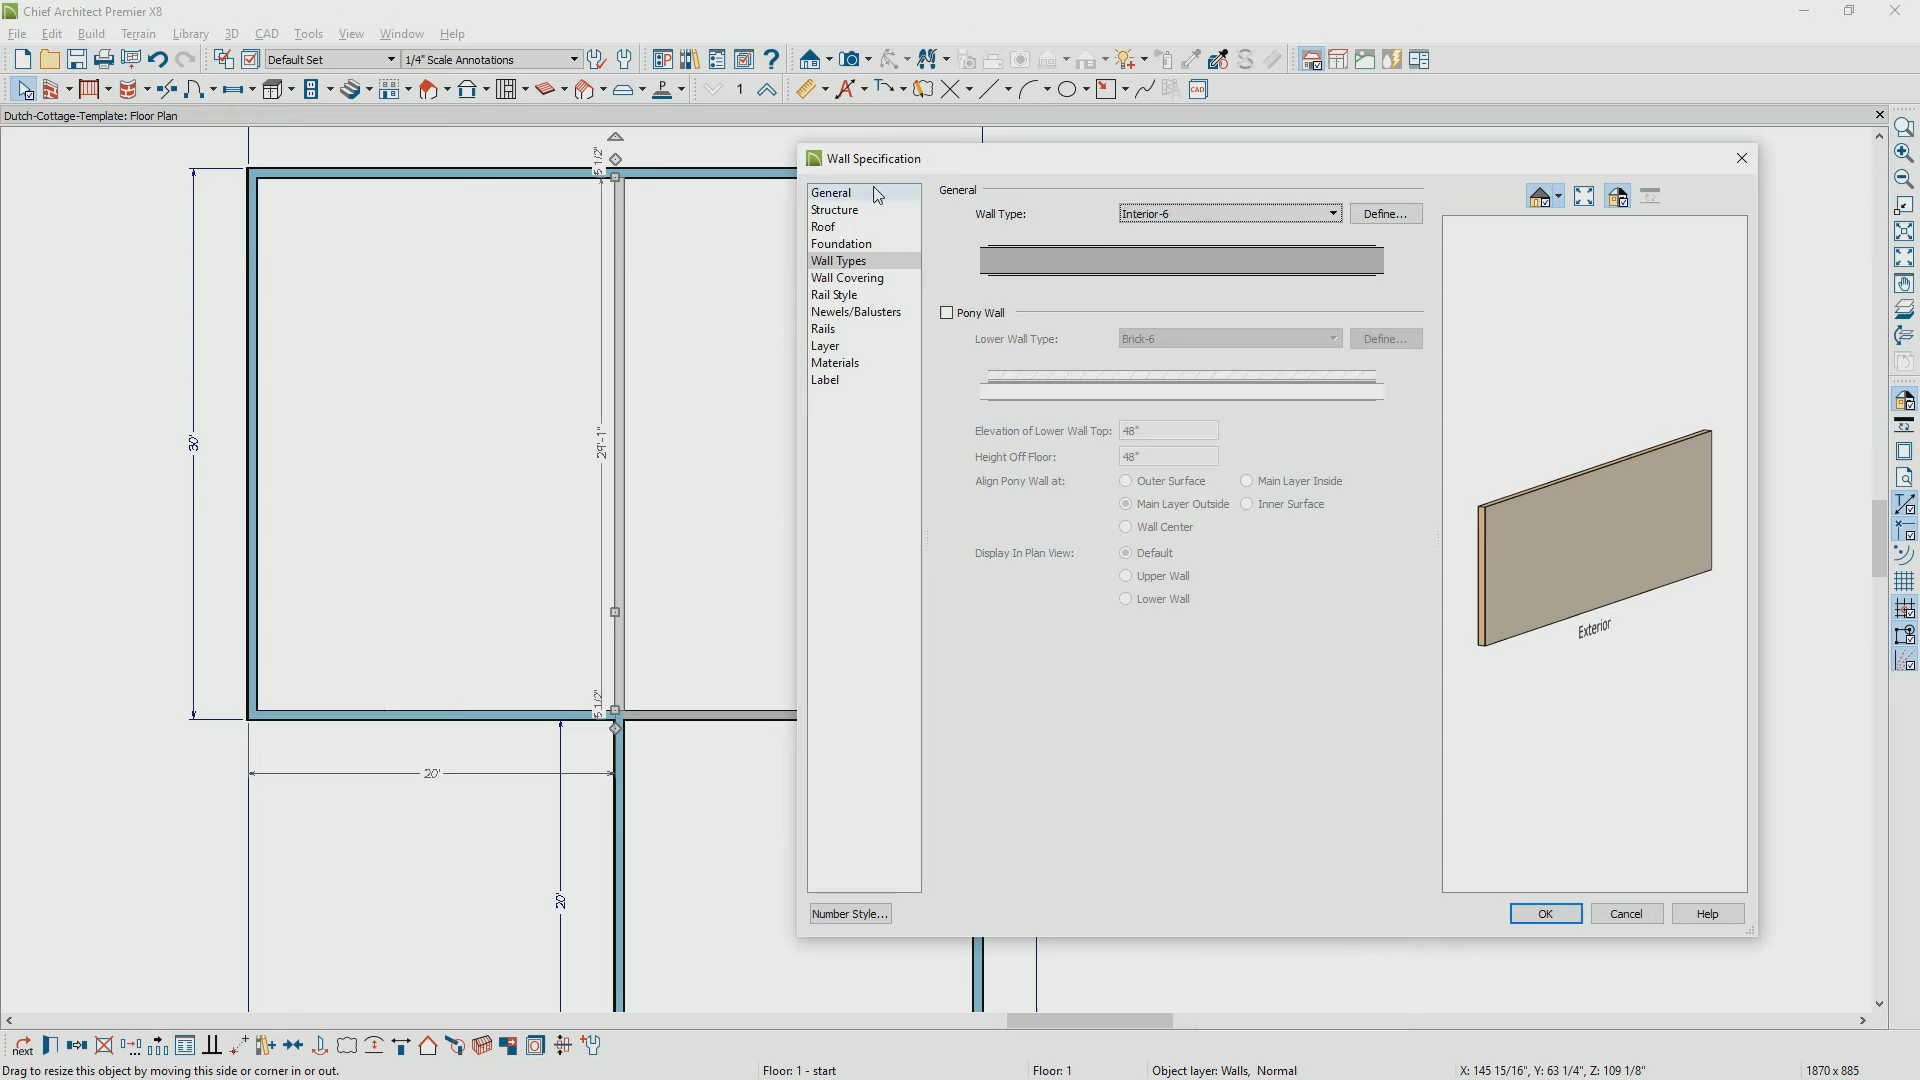 Chief Architect Premier X8
File Edit Build Terrain Library 3D CAD Tools View Window Help
Default Set 1/4" Scale Annotations
1 CAD
Dutch-Cottage-Template: Floor Plan
Wall Specification
General
Structure
Roof
Foundation
Wall Types
Wall Covering
Rail Style
Newels/Balusters
Rails
Layer
Materials
Label
General
Wall Type: Interior-6 Define...
Pony Wall
Lower Wall Type: Brick-6 Define...
Elevation of Lower Wall Top: 48"
Height Off Floor: 48"
Align Pony Wall at: Outer Surface Main Layer Inside
Main Layer Outside Inner Surface
Wall Center
Display In Plan View: Default
Upper Wall
Lower Wall
Exterior
Number Style... OK Cancel Help
5 1/2"
30'
29'-1"
5 1/2"
20'
20'
next
Drag to resize this object by moving this side or corner in or out. Floor: 1 - start Floor: 1 Object layer: Walls, Normal X: 145 15/16", Y: 63 1/4", Z: 109 1/8" 1870 x 885